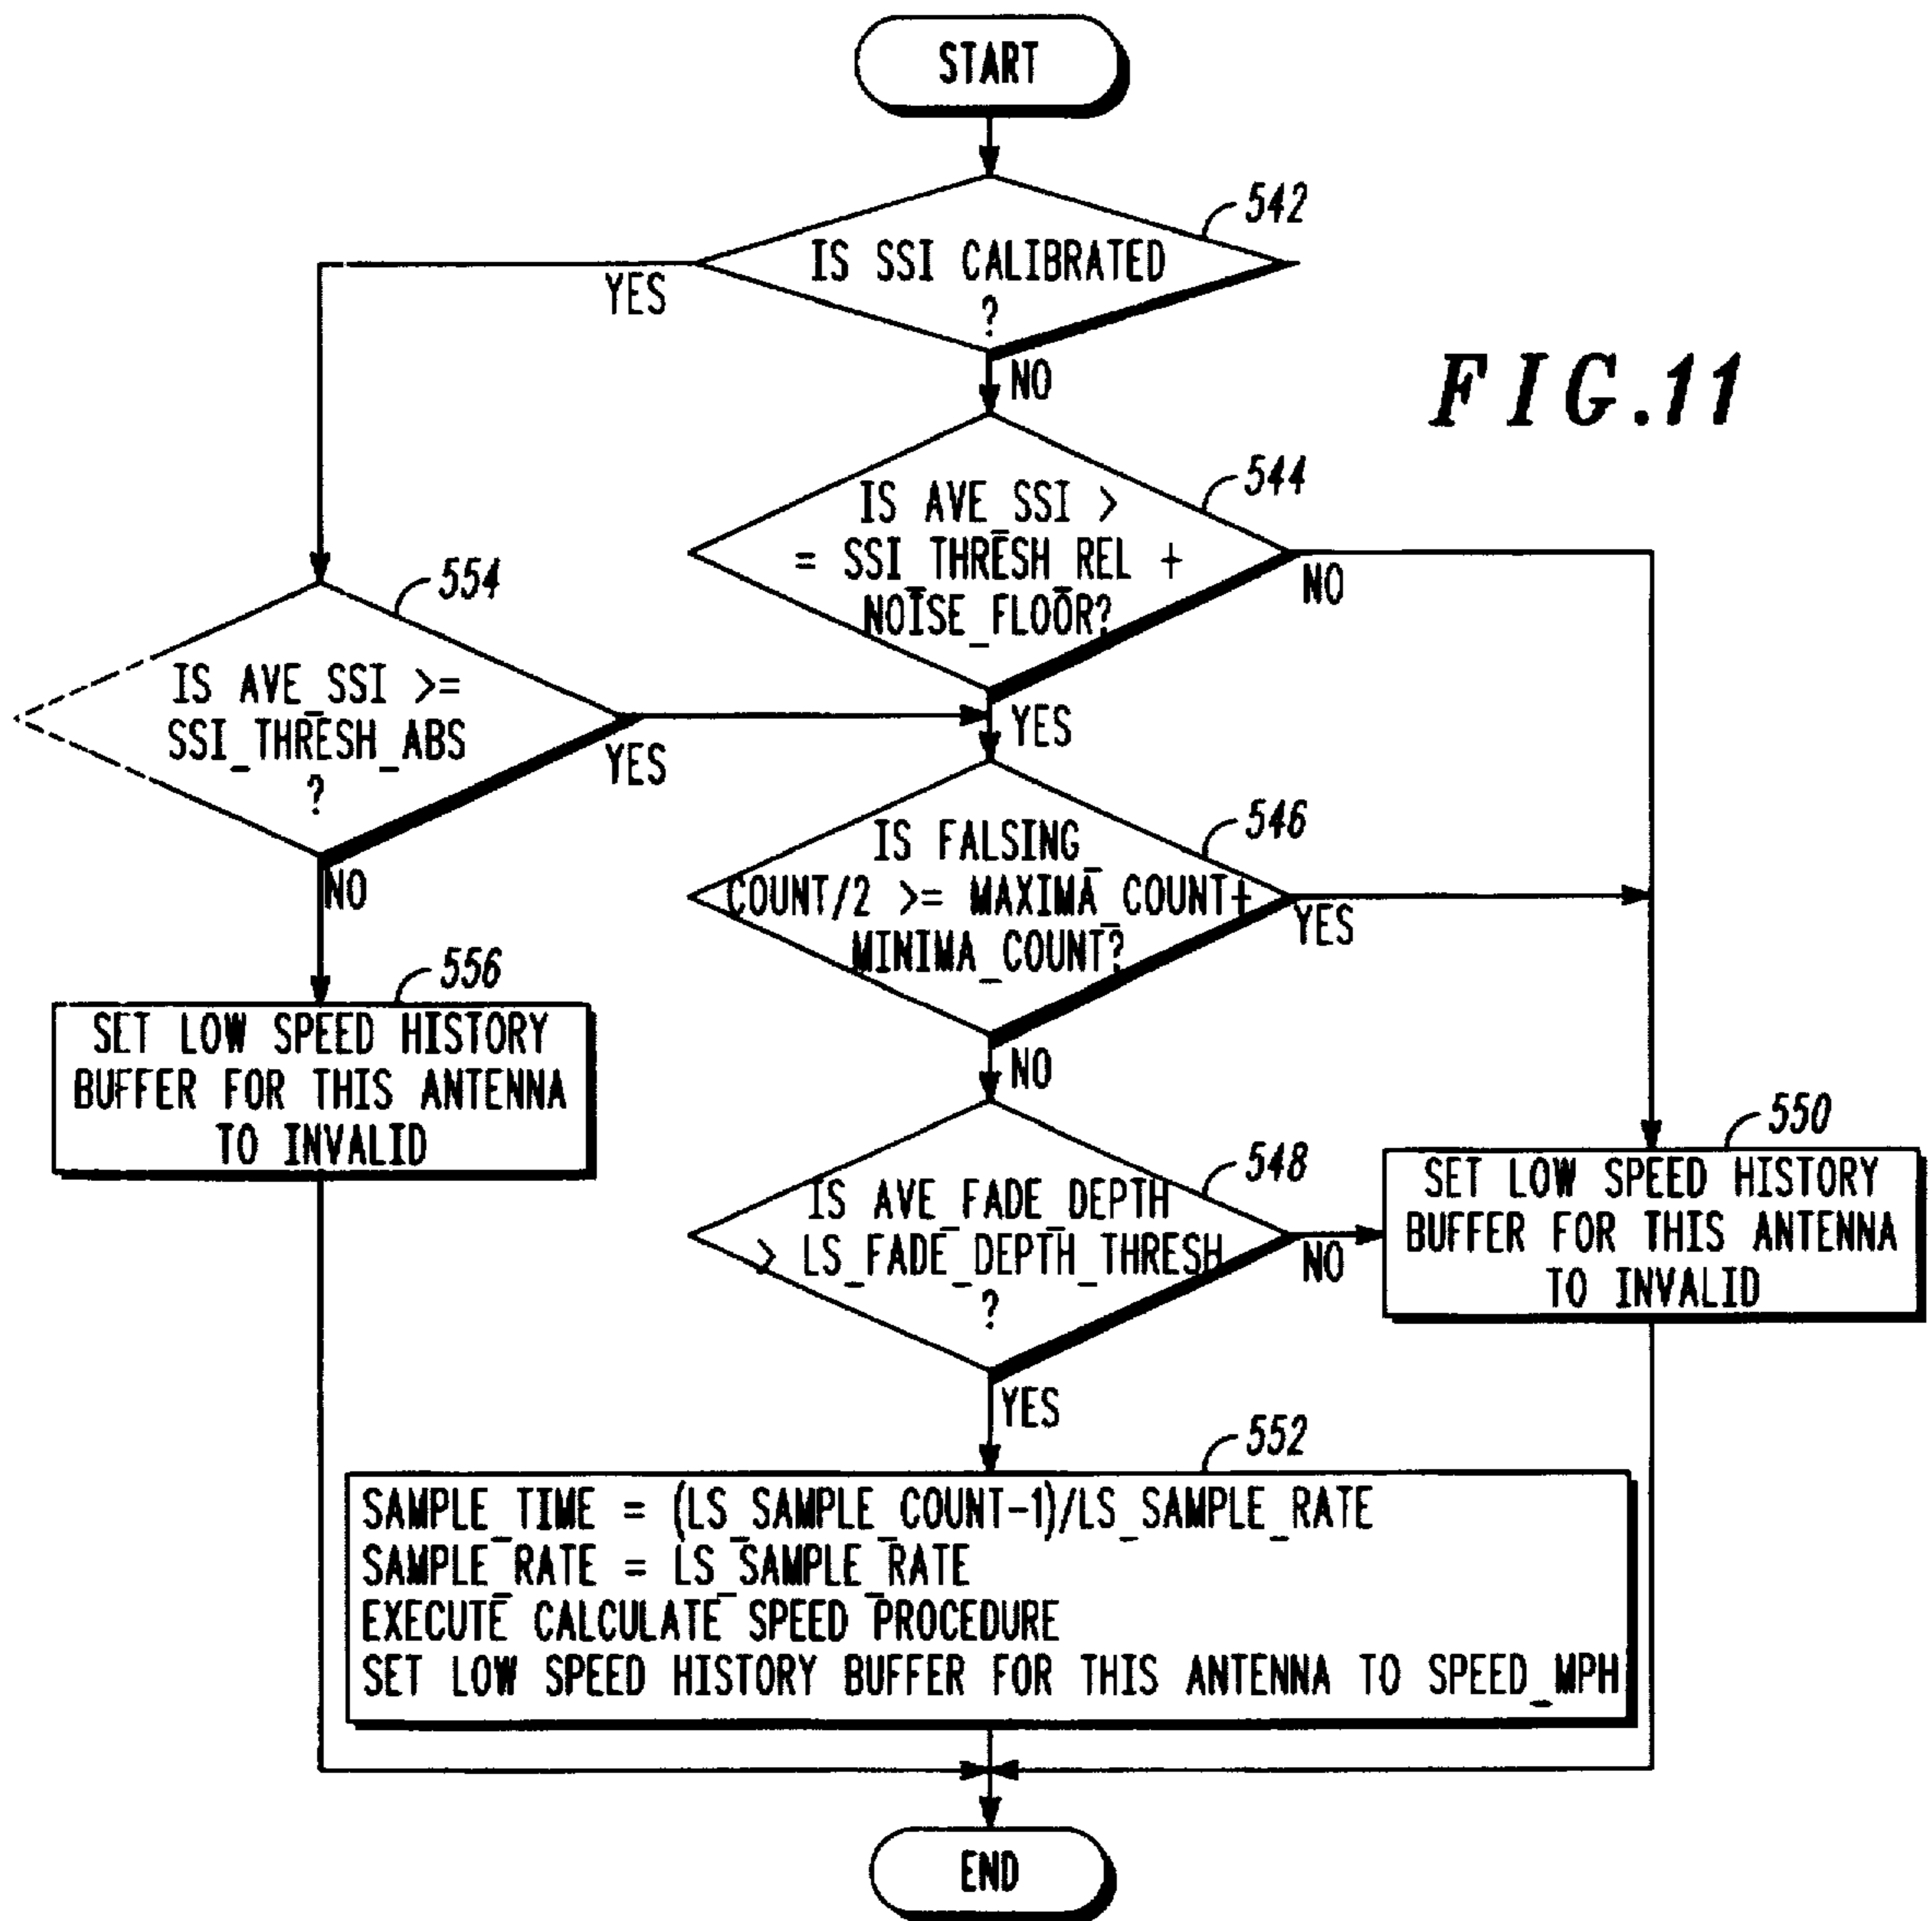 START
542
IS SSI CALIBRATED
?
YES
NO
FIG.11
544
IS AVE_SSI >
= SSI_THRESH_REL +
NOISE_FLOOR?
NO
YES
554
IS AVE_SSI >=
SSI_THRESH_ABS
?
YES
NO
546
IS FALSING_
COUNT/2 >= MAXIMA_COUNT+
MINIMA_COUNT?
YES
NO
556
SET LOW SPEED HISTORY
BUFFER FOR THIS ANTENNA
TO INVALID
548
IS AVE_FADE_DEPTH
> LS_FADE_DEPTH_THRESH
?
NO
YES
550
SET LOW SPEED HISTORY
BUFFER FOR THIS ANTENNA
TO INVALID
552
SAMPLE_TIME = (LS_SAMPLE_COUNT-1)/LS_SAMPLE_RATE
SAMPLE_RATE = LS_SAMPLE_RATE
EXECUTE CALCULATE SPEED PROCEDURE
SET LOW SPEED HISTORY BUFFER FOR THIS ANTENNA TO SPEED_MPH
END